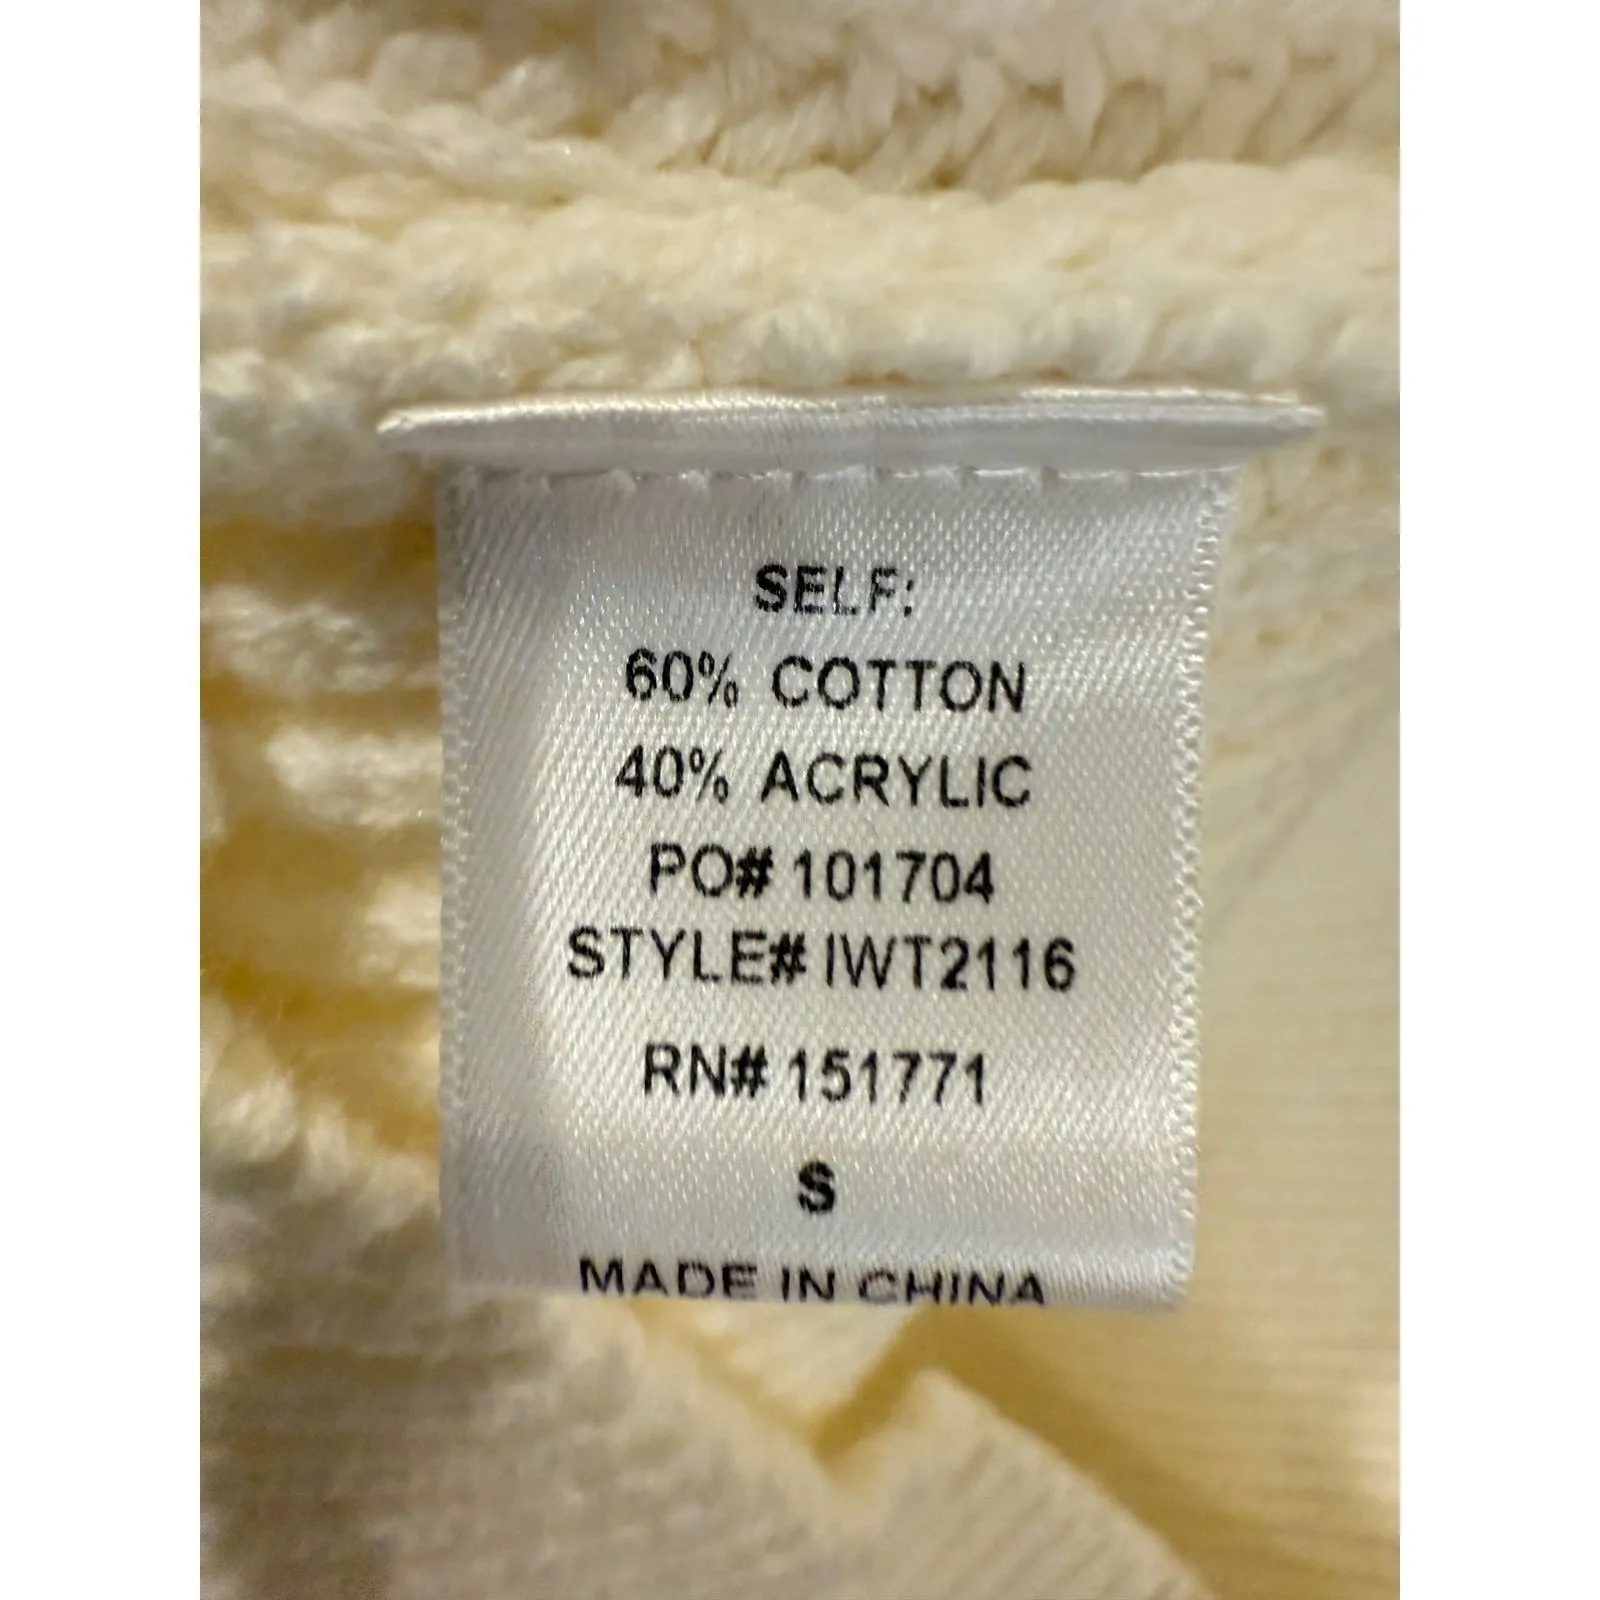 SELF:
60% COTTON
40% ACRYLIC
PO# 101704
STYLE# IWT2116
RN# 151771
S
MADE IN CHINA